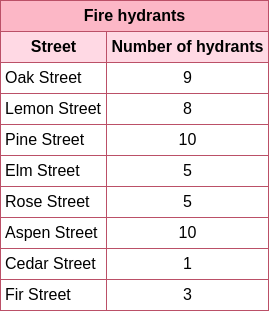 Fire hydrants
Street Number of hydrants
Oak Street 9
Lemon Street 8
Pine Street 10
Elm Street 5
Rose Street 5
Aspen Street 10
Cedar Street 1
Fir Street 3